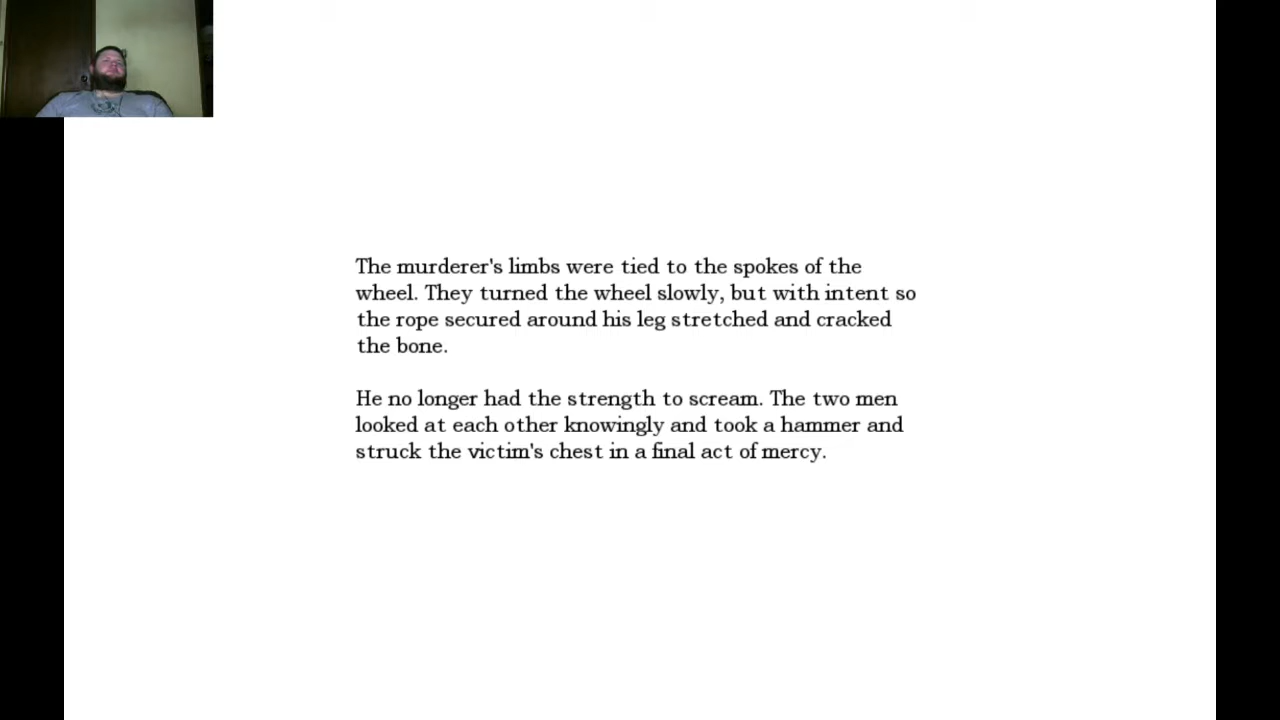 The murderer's limbs were tied to the spokes of the
wheel. They turned the wheel slowly, but with intent so
the rope secured around his leg stretched and cracked
the bone.
He no longer had the strength to scream. The two men
looked at each other knowingly and took a hammer and
struck the victim's chest in a final act of mercy.